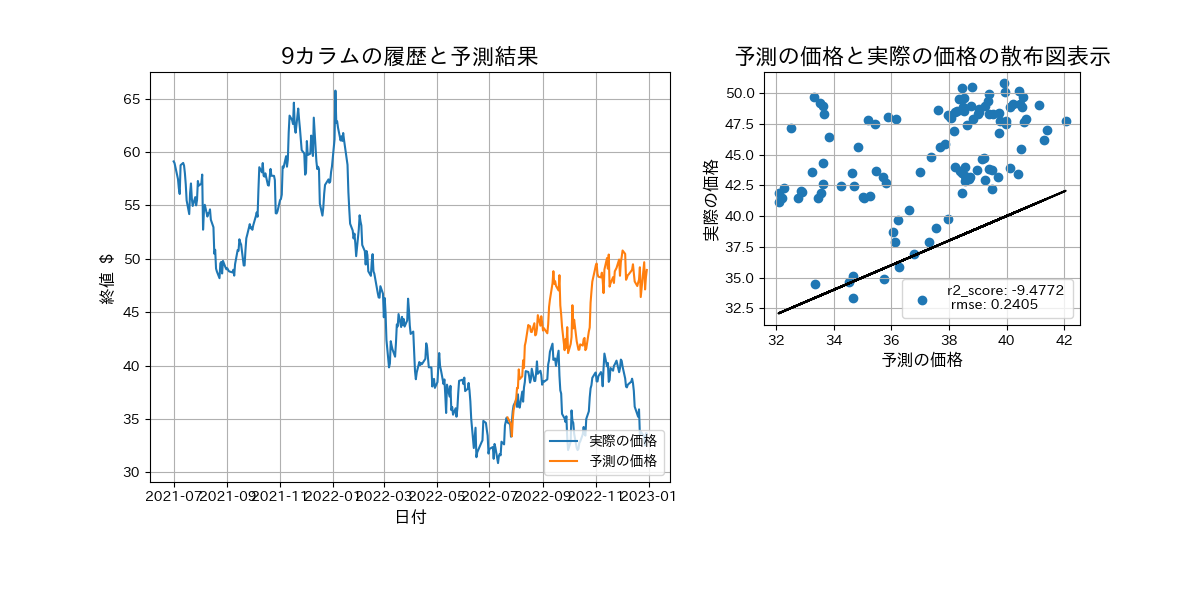 9カラムの履歴と予測結果
65
60
55
50
45
40
35
30
終値 $
2021-07 2021-09 2021-11 2022-01 2022-03 2022-05 2022-07 2022-09 2022-11 2023-01
日付
実際の価格
予測の価格
予測の価格と実際の価格の散布図表示
50.0
47.5
45.0
42.5
40.0
37.5
35.0
32.5
実際の価格
32 34 36 38 40 42
予測の価格
r2_score: -9.4772
rmse: 0.2405